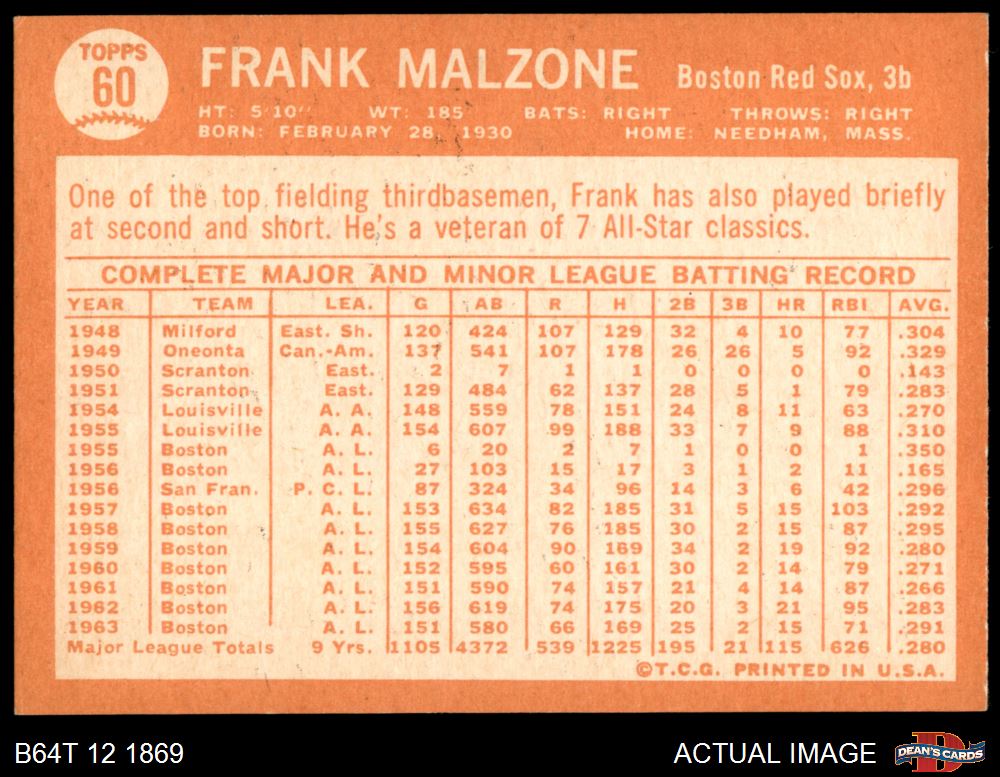 TOPPS
60
FRANK MALZONE Boston Red Sox, 3b
HT: 5'10" WT: 185 BATS: RIGHT THROWS: RIGHT
BORN: FEBRUARY 28, 1930 HOME: NEEDHAM, MASS.
One of the top fielding thirdbasemen, Frank has also played briefly
at second and short. He's a veteran of 7 All-Star classics.
COMPLETE MAJOR AND MINOR LEAGUE BATTING RECORD
YEAR TEAM LEA. G AB R H 2B 3B HR RBI AVG.
1948 Milford East. Sh. 120 424 107 129 32 4 10 77 .304
1949 Oneonta Can.-Am. 137 541 107 178 26 26 5 92 .329
1950 Scranton East. 2 7 1 1 0 0 0 0 .143
1951 Scranton East. 129 484 62 137 28 5 1 79 .283
1954 Louisville A. A. 148 559 78 151 24 8 11 63 .270
1955 Louisville A. A. 154 607 99 188 33 7 9 88 .310
1955 Boston A. L. 6 20 2 7 1 0 0 1 .350
1956 Boston A. L. 27 103 15 17 3 1 2 11 .165
1956 San Fran. P. C. L. 87 324 34 96 14 3 6 42 .296
1957 Boston A. L. 153 634 82 185 31 5 15 103 .292
1958 Boston A. L. 155 627 76 185 30 2 15 87 .295
1959 Boston A. L. 154 604 90 169 34 2 19 92 .280
1960 Boston A. L. 152 595 60 161 30 2 14 79 .271
1961 Boston A. L. 151 590 74 157 21 4 14 87 .266
1962 Boston A. L. 156 619 74 175 20 3 21 95 .283
1963 Boston A. L. 151 580 66 169 25 2 15 71 .291
Major League Totals 9 Yrs. 1105 4372 539 1225 195 21 115 626 .280
©T.C.G. PRINTED IN U.S.A.
B64T 12 1869 ACTUAL IMAGE DEAN'S CARDS